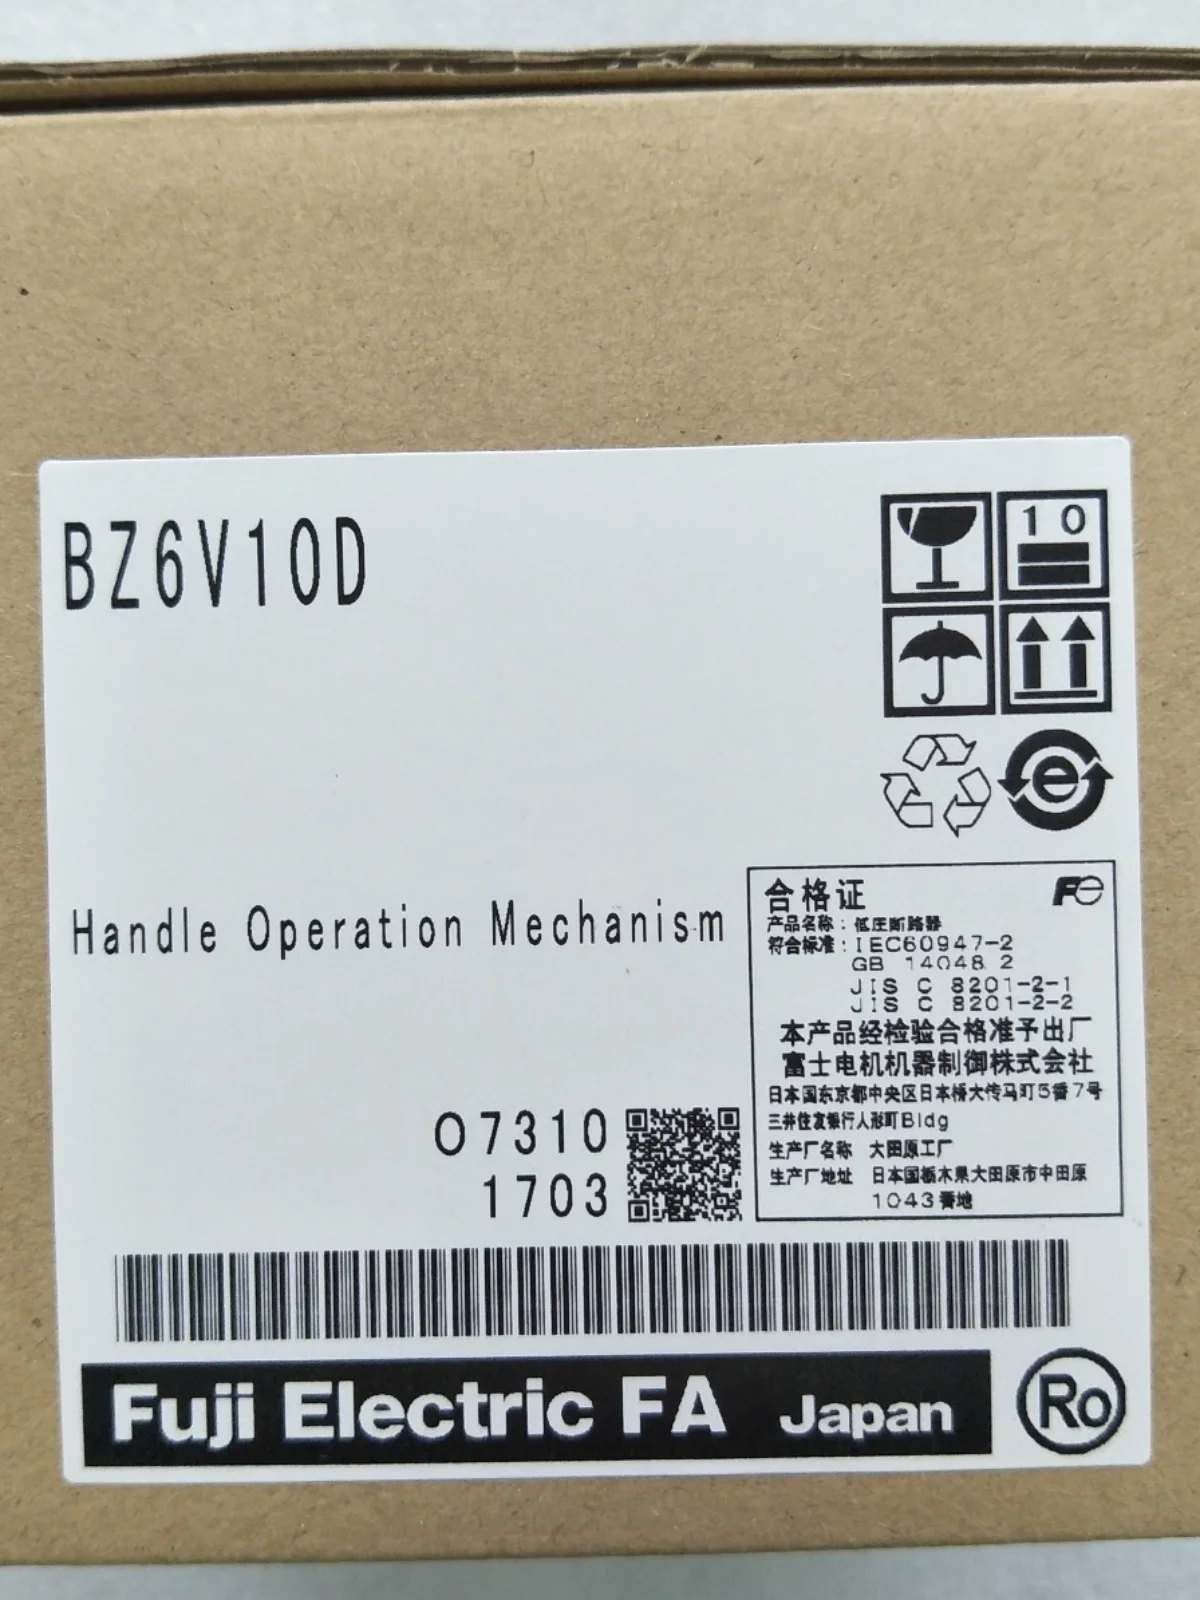 BZ6V10D
10
Handle Operation Mechanism
合格证
Fe
产品名称：低压断路器
符合标准：IEC60947-2
GB 14048.2
JIS C 8201-2-1
JIS C 8201-2-2
本产品经检验合格准予出厂
富士电机机器制御株式会社
日本国东京都中央区日本桥大传马町5番7号
三井住友银行人形町Bldg
生产厂名称 大田原工厂
生产厂地址 日本国栃木県大田原市中田原
1043番地
O7310
1703
Fuji Electric FA Japan
Ro